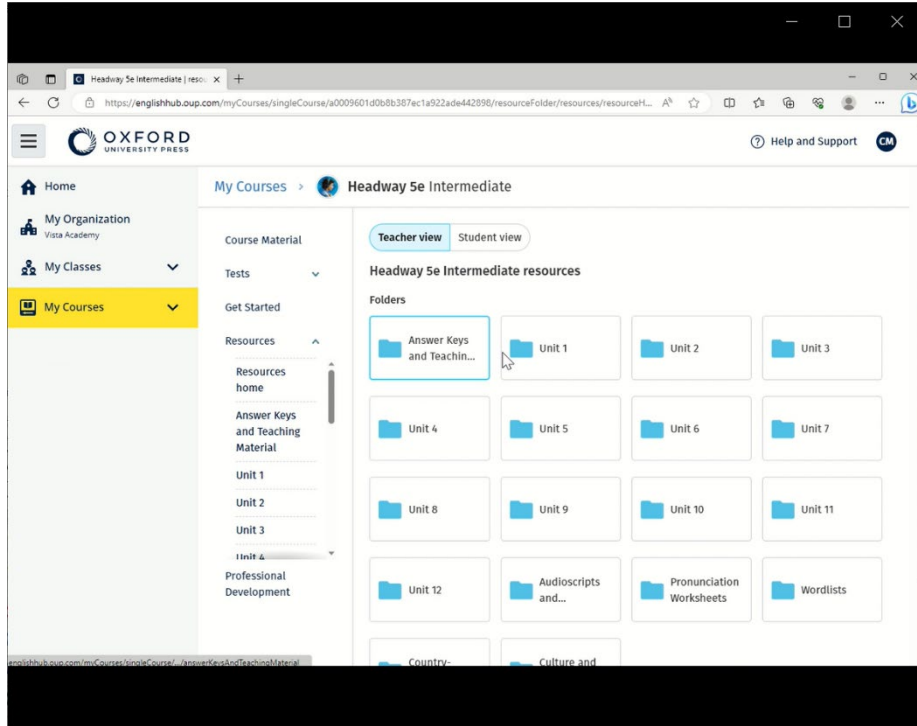 Headway 5e Intermediate | resou
https://englishhub.oup.com/myCourses/singleCourse/a0009601d0b8b387ec1a922ade442898/resourceFolder/resources/resourceH...
OXFORD
UNIVERSITY PRESS
Help and Support
CM
Home
My Organization
Vista Academy
My Classes
My Courses
My Courses > Headway 5e Intermediate
Course Material
Tests
Get Started
Resources
Resources
home
Answer Keys
and Teaching
Material
Unit 1
Unit 2
Unit 3
Unit 4
Professional
Development
Teacher view
Student view
Headway 5e Intermediate resources
Folders
Answer Keys
and Teachin...
Unit 1
Unit 2
Unit 3
Unit 4
Unit 5
Unit 6
Unit 7
Unit 8
Unit 9
Unit 10
Unit 11
Unit 12
Audioscripts
and...
Pronunciation
Worksheets
Wordlists
Country-
Culture and
englishhub.oup.com/myCourses/singleCourse/.../answerKeysAndTeachingMaterial